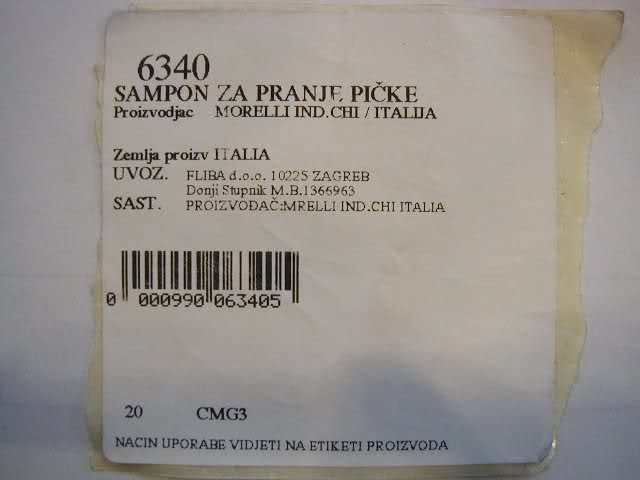 6340
SAMPON ZA PRANJE PIČKE
Proizvodjac MORELLI IND.CHI / ITALIJA
Zemlja proizv ITALIA
UVOZ. FLIBA d.o.o. 10225 ZAGREB
Donji Stupnik M.B.1366963
SAST. PROIZVOĐAČ:MRELLI IND.CHI ITALIA
0 000990 063405
20 CMG3
NACIN UPORABE VIDJETI NA ETIKETI PROIZVODA